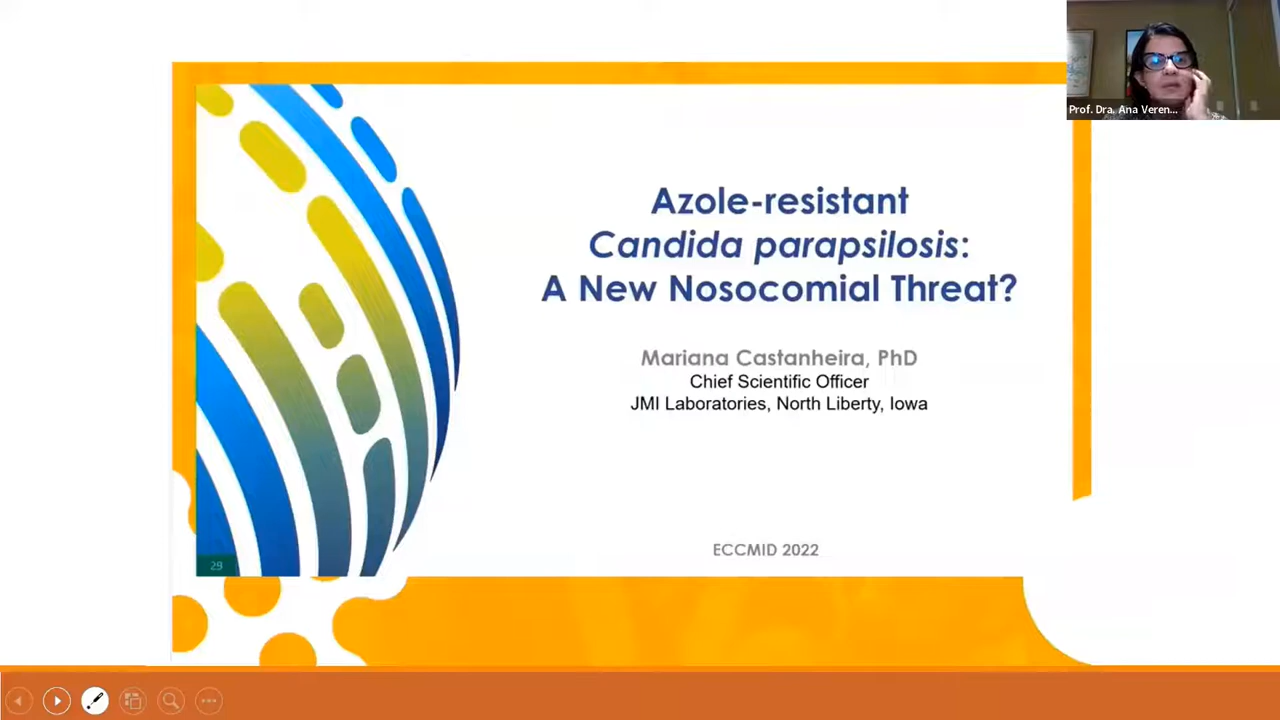 Prof. Dra. Ana Veren...
Azole-resistant
Candida parapsilosis:
A New Nosocomial Threat?
Mariana Castanheira, PhD
Chief Scientific Officer
JMI Laboratories, North Liberty, Iowa
ECCMID 2022
29